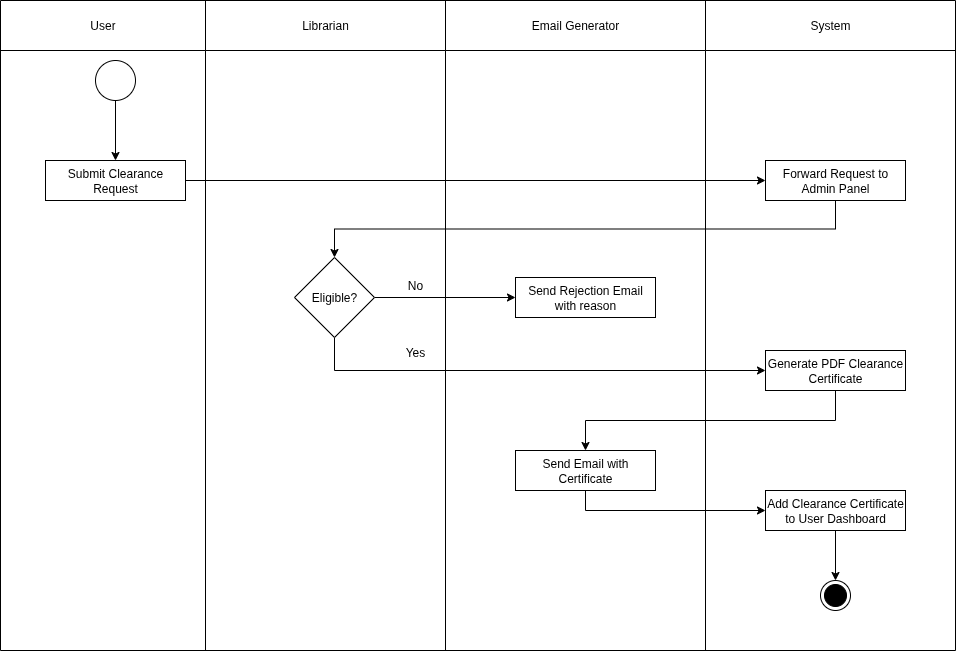 User
Librarian
Email Generator
System
Submit Clearance
Request
Forward Request to
Admin Panel
Eligible?
No
Send Rejection Email
with reason
Yes
Generate PDF Clearance
Certificate
Send Email with
Certificate
Add Clearance Certificate
to User Dashboard